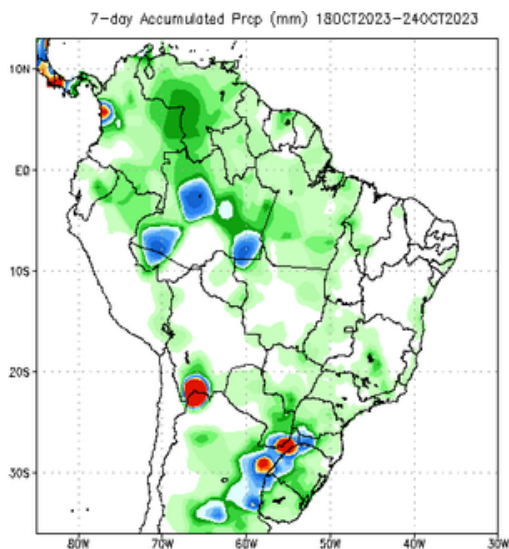 7-day Accumulated Prcp (mm) 18OCT2023-24OCT2023
10N
EQ
10S
20S
30S
80W 70W 60W 50W 40W 30W